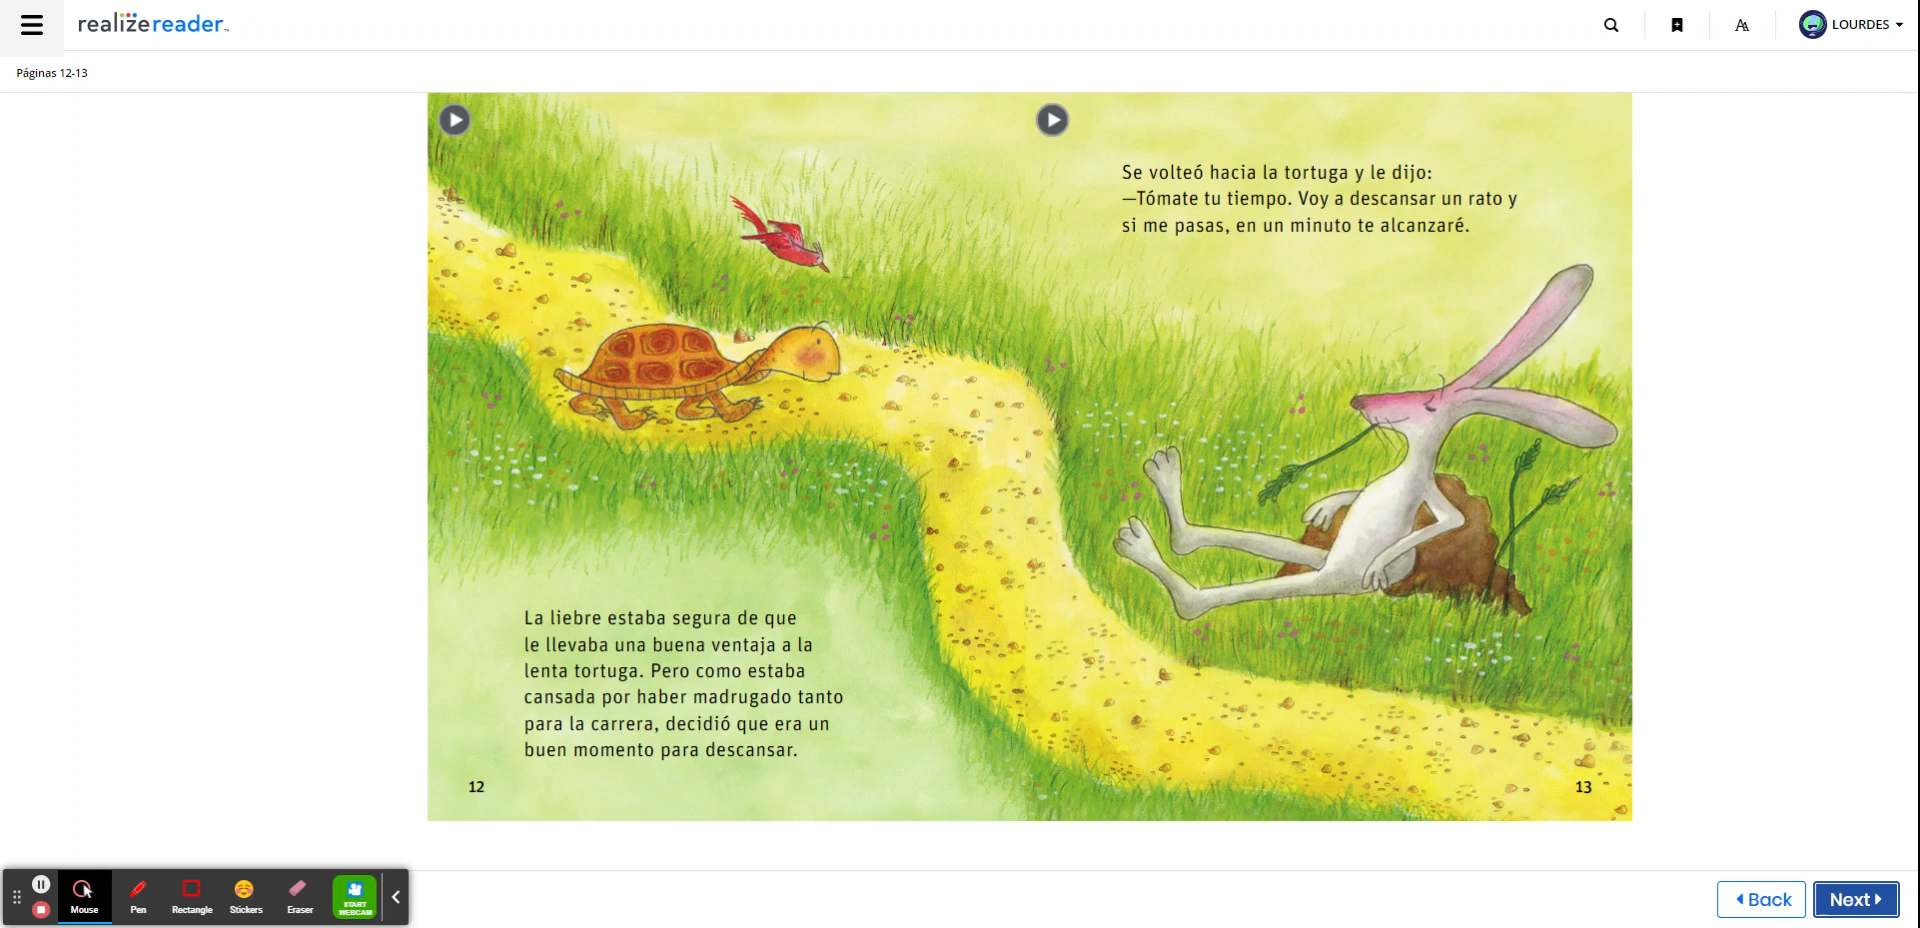 realizereader™
LOURDES
Páginas 12-13
La liebre estaba segura de que
le llevaba una buena ventaja a la
lenta tortuga. Pero como estaba
cansada por haber madrugado tanto
para la carrera, decidió que era un
buen momento para descansar.
12
Se volteó hacia la tortuga y le dijo:
—Tómate tu tiempo. Voy a descansar un rato y
si me pasas, en un minuto te alcanzaré.
13
Mouse
Pen
Rectangle
Stickers
Eraser
START
WEBCAM
Back
Next